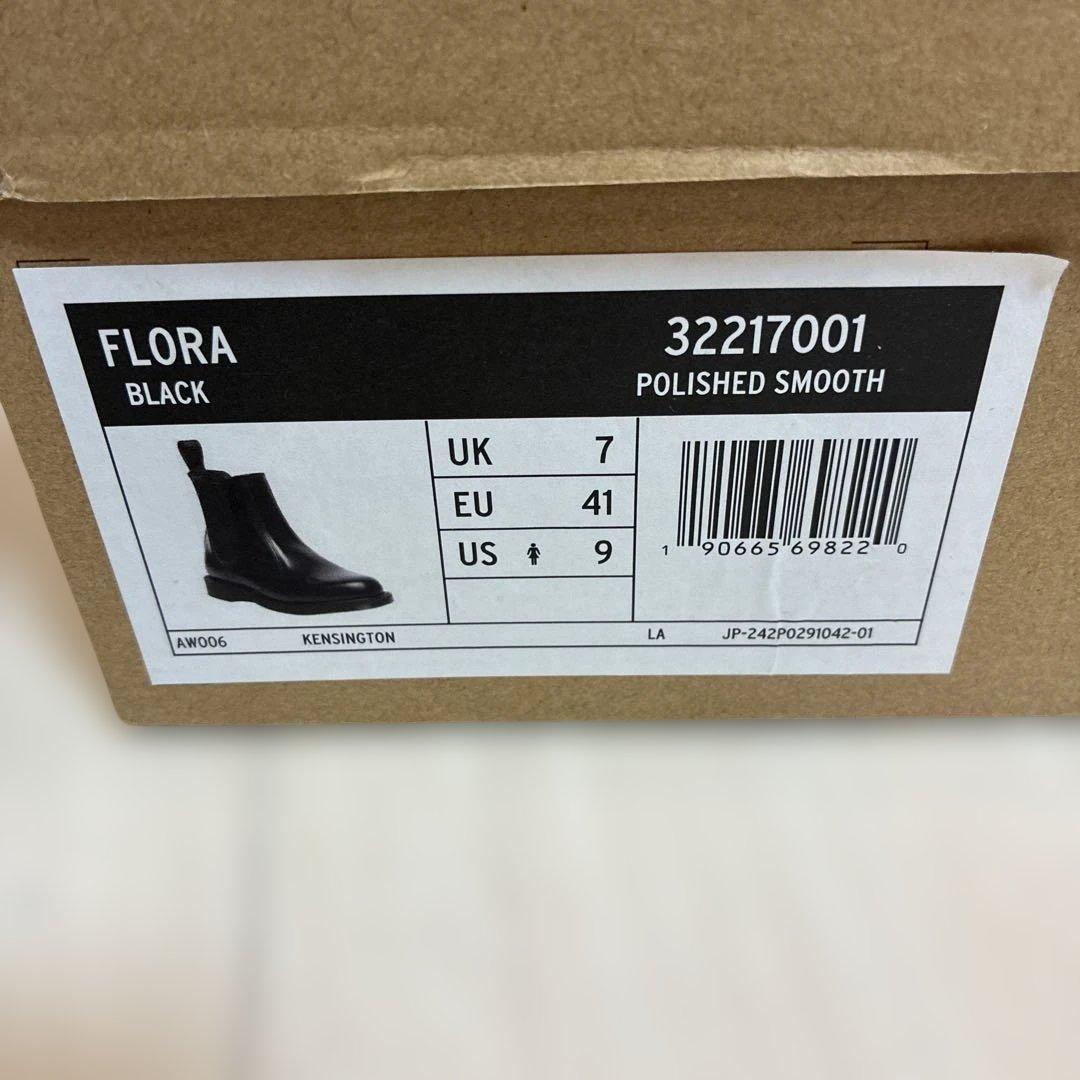 FLORA
BLACK
32217001
POLISHED SMOOTH
UK 7
EU 41
US 9
1 90665 69822 0
AW006 KENSINGTON LA JP-242P0291042-01